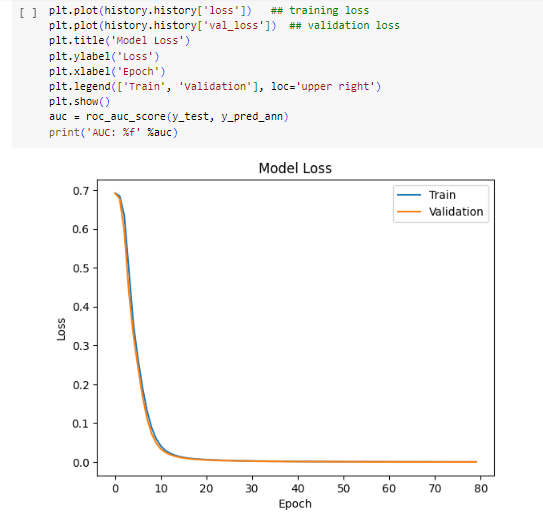 [ ] plt.plot(history.history['loss'])   ## training loss
plt.plot(history.history['val_loss'])  ## validation loss
plt.title('Model Loss')
plt.ylabel('Loss')
plt.xlabel('Epoch')
plt.legend(['Train', 'Validation'], loc='upper right')
plt.show()
auc = roc_auc_score(y_test, y_pred_ann)
print('AUC: %f' %auc)
Model Loss
Train
Validation
0.7
0.6
0.5
0.4
0.3
0.2
0.1
0.0
Loss
0 10 20 30 40 50 60 70 80
Epoch